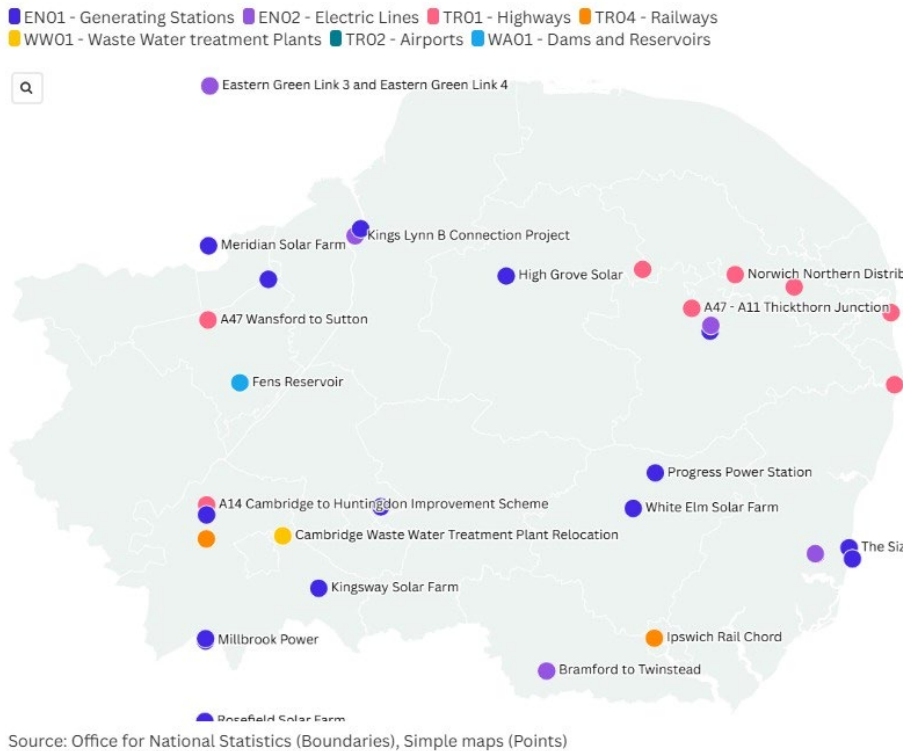 EN01 - Generating Stations EN02 - Electric Lines TR01 - Highways TR04 - Railways
WW01 - Waste Water treatment Plants TR02 - Airports WA01 - Dams and Reservoirs
Eastern Green Link 3 and Eastern Green Link 4
Kings Lynn B Connection Project
Meridian Solar Farm
High Grove Solar
Norwich Northern Distrib
A47 - A11 Thickthorn Junction
A47 Wansford to Sutton
Fens Reservoir
Progress Power Station
A14 Cambridge to Huntingdon Improvement Scheme
White Elm Solar Farm
Cambridge Waste Water Treatment Plant Relocation
The Siz
Kingsway Solar Farm
Millbrook Power
Ipswich Rail Chord
Bramford to Twinstead
Rosefield Solar Farm
Source: Office for National Statistics (Boundaries), Simple maps (Points)